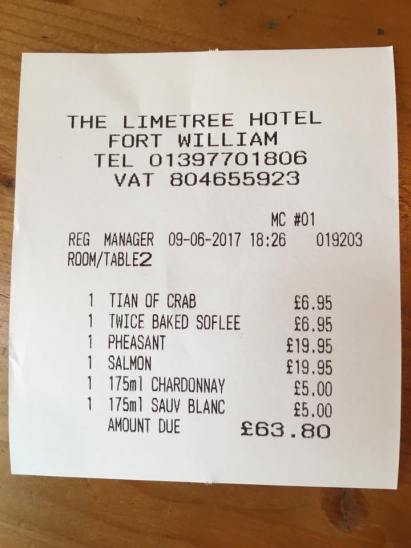 THE LIMETREE HOTEL
FORT WILLIAM
TEL 01397701806
VAT 804655923
MC #01
REG MANAGER 09-06-2017 18:26 019203
ROOM/TABLE2
1 TIAN OF CRAB £6.95
1 TWICE BAKED SOFLEE £6.95
1 PHEASANT £19.95
1 SALMON £19.95
1 175ml CHARDONNAY £5.00
1 175ml SAUV BLANC £5.00
AMOUNT DUE £63.80